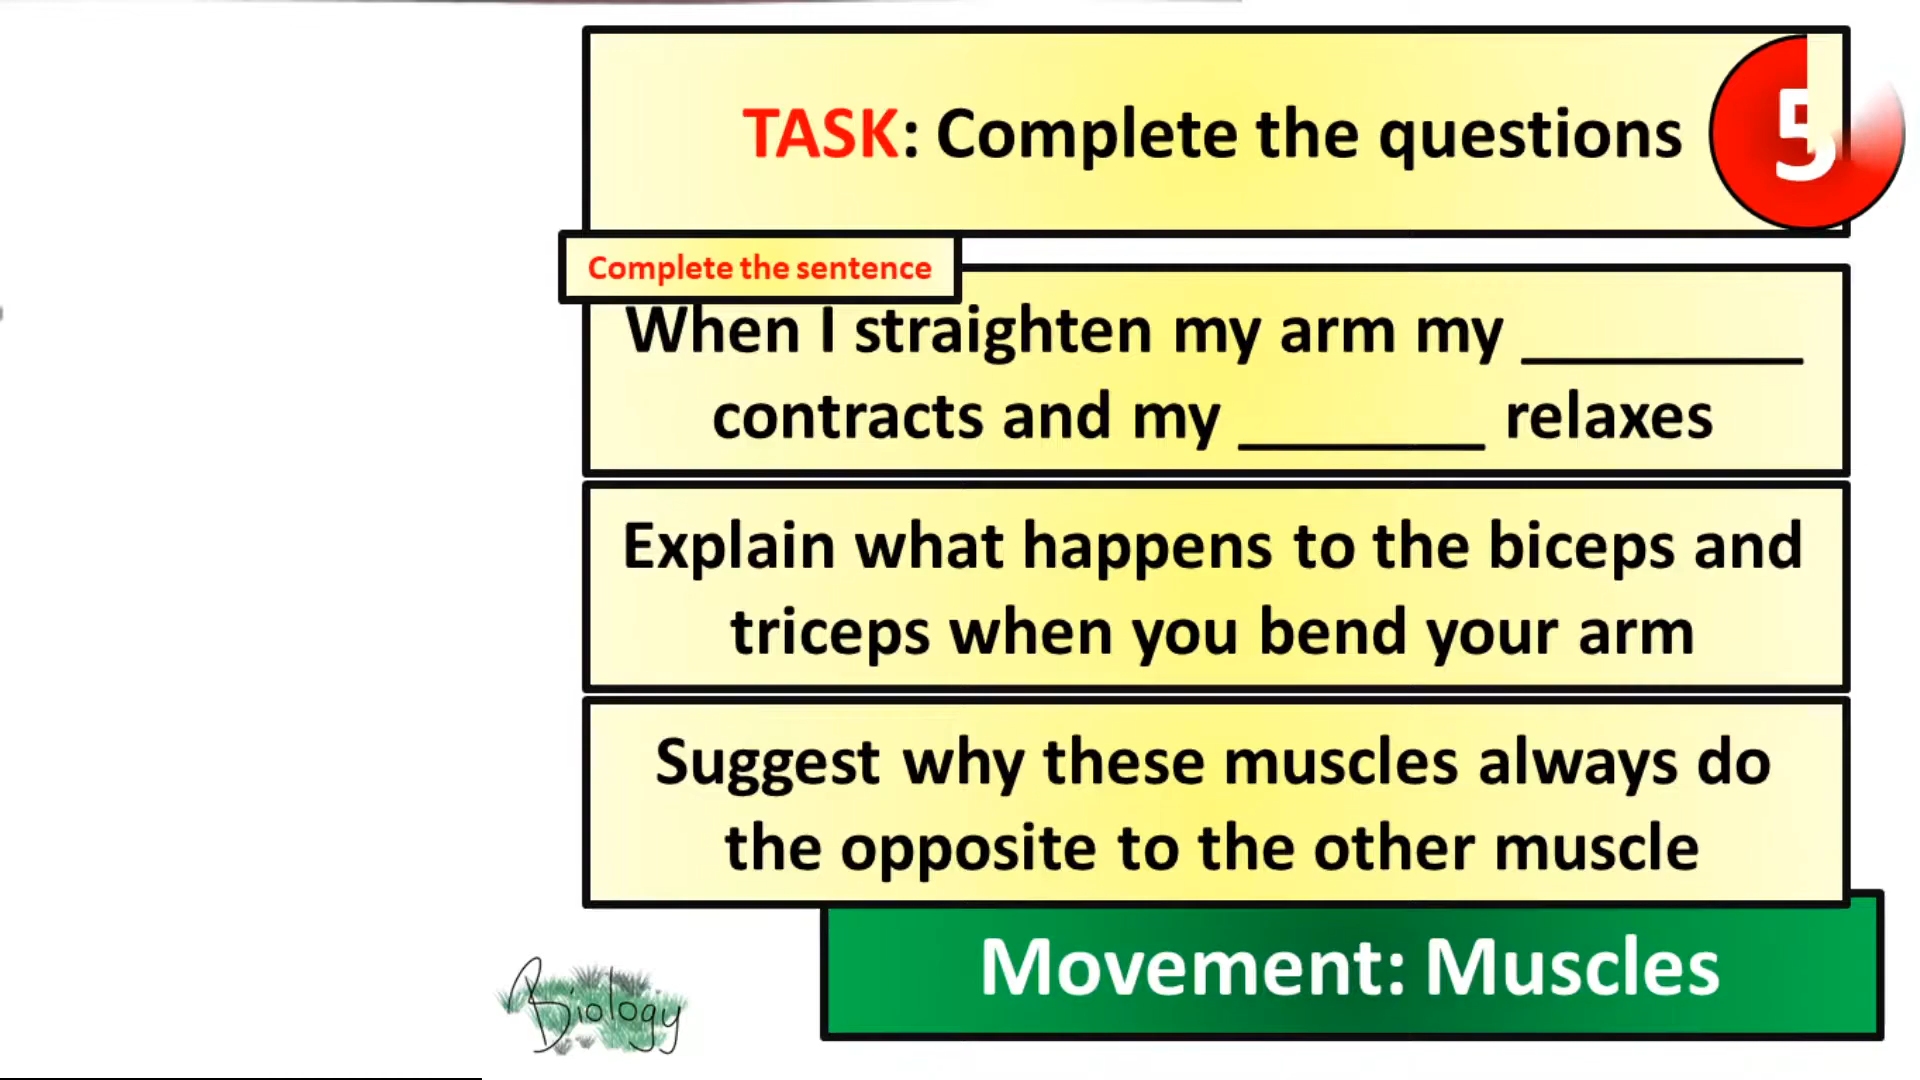 TASK: Complete the questions
5
Complete the sentence
When I straighten my arm my ________
contracts and my _______ relaxes
Explain what happens to the biceps and
triceps when you bend your arm
Suggest why these muscles always do
the opposite to the other muscle
Movement: Muscles
Biology